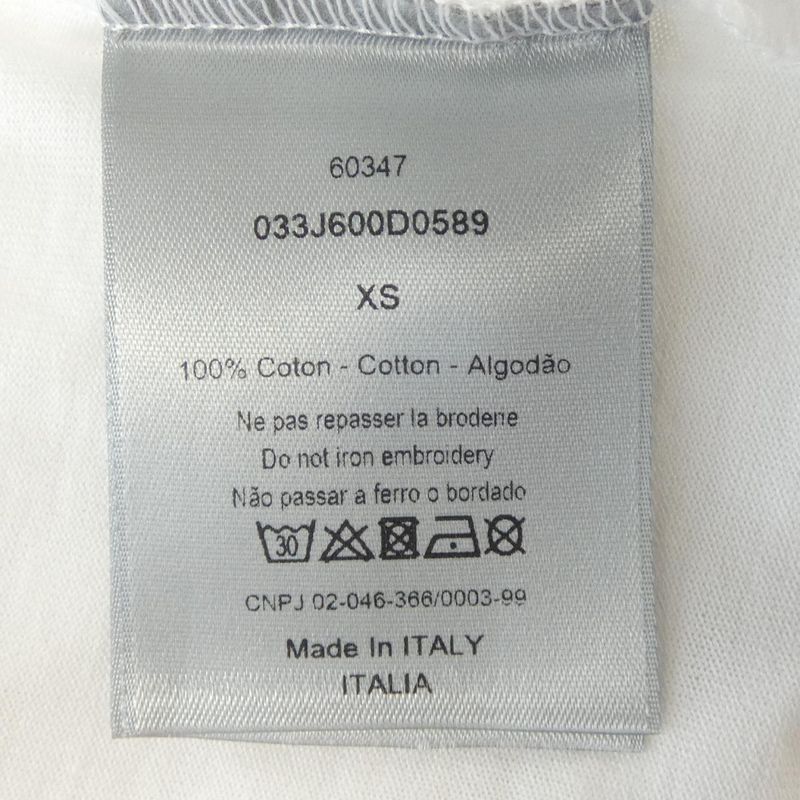 60347
033J600D0589
XS
100% Coton - Cotton - Algodão
Ne pas repasser la broderie
Do not iron embroidery
Não passar a ferro o bordado
30
CNPJ 02-046-366/0003-99
Made In ITALY
ITALIA